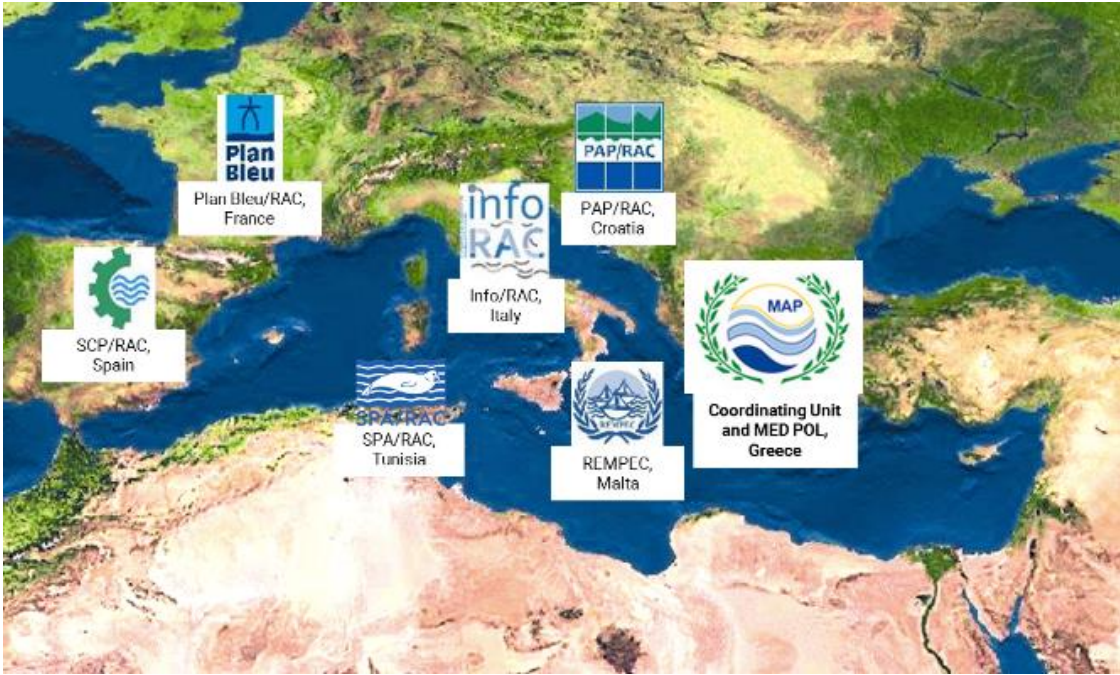 Plan
Bleu
Plan Bleu/RAC,
France
PAP/RAC
PAP/RAC,
Croatia
info
RAC
Info/RAC,
Italy
SCP/RAC,
Spain
MAP
Coordinating Unit
and MED POL,
Greece
SPA/RAC
SPA/RAC,
Tunisia
REMPEC
REMPEC,
Malta